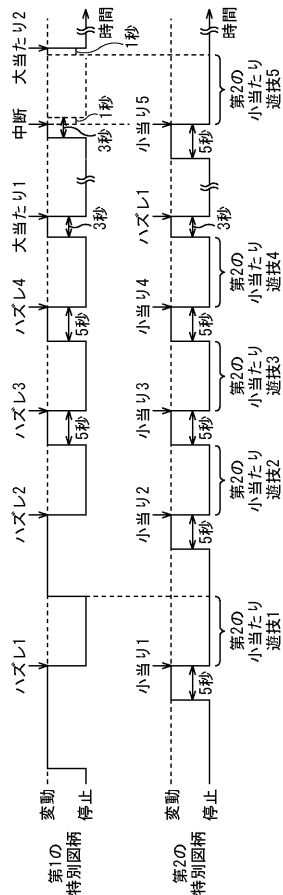 第1の
特別図柄
変動
停止
ハズレ1
ハズレ2
ハズレ3
ハズレ4
大当たり1
中断
大当たり2
5秒
5秒
3秒
3秒
1秒
1秒
時間
第2の
特別図柄
変動
停止
小当り1
小当り2
小当り3
小当り4
ハズレ1
小当り5
5秒
5秒
5秒
5秒
3秒
5秒
時間
第2の
小当たり
遊技1
第2の
小当たり
遊技2
第2の
小当たり
遊技3
第2の
小当たり
遊技4
第2の
小当たり
遊技5